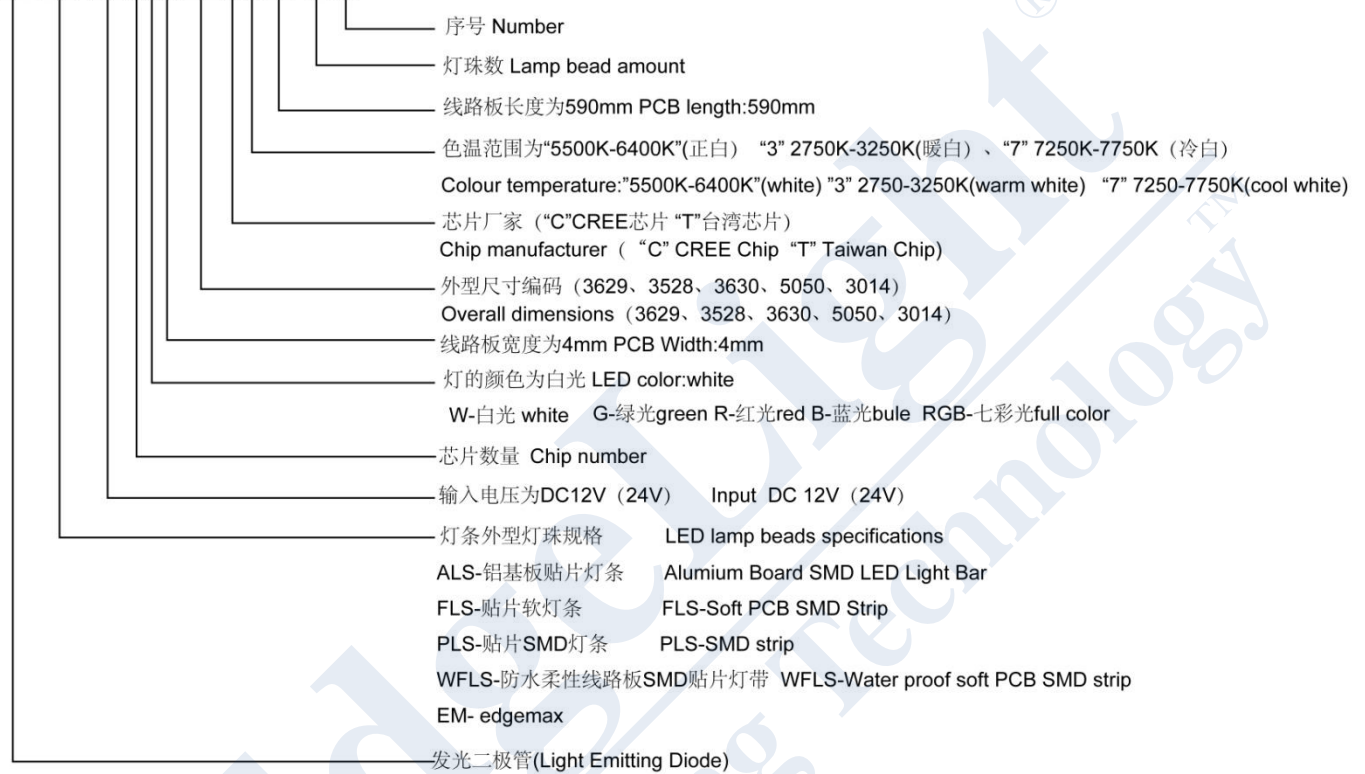 序号 Number
灯珠数 Lamp bead amount
线路板长度为590mm PCB length:590mm
色温范围为“5500K-6400K”(正白） “3” 2750K-3250K(暖白）、“7” 7250K-7750K（冷白）
Colour temperature:”5500K-6400K”(white) ”3” 2750-3250K(warm white) “7” 7250-7750K(cool white)
芯片厂家（“C”CREE芯片 “T”台湾芯片）
Chip manufacturer（ “C” CREE Chip “T” Taiwan Chip)
外型尺寸编码（3629、3528、3630、5050、3014）
Overall dimensions（3629、3528、3630、5050、3014）
线路板宽度为4mm PCB Width:4mm
灯的颜色为白光 LED color:white
W-白光 white G-绿光green R-红光red B-蓝光bule RGB-七彩光full color
芯片数量 Chip number
输入电压为DC12V（24V） Input DC 12V（24V）
灯条外型灯珠规格 LED lamp beads specifications
ALS-铝基板贴片灯条 Alumium Board SMD LED Light Bar
FLS-贴片软灯条 FLS-Soft PCB SMD Strip
PLS-贴片SMD灯条 PLS-SMD strip
WFLS-防水柔性线路板SMD贴片灯带 WFLS-Water proof soft PCB SMD strip
EM- edgemax
发光二极管(Light Emitting Diode)
dgeLight ®
g Technology ™